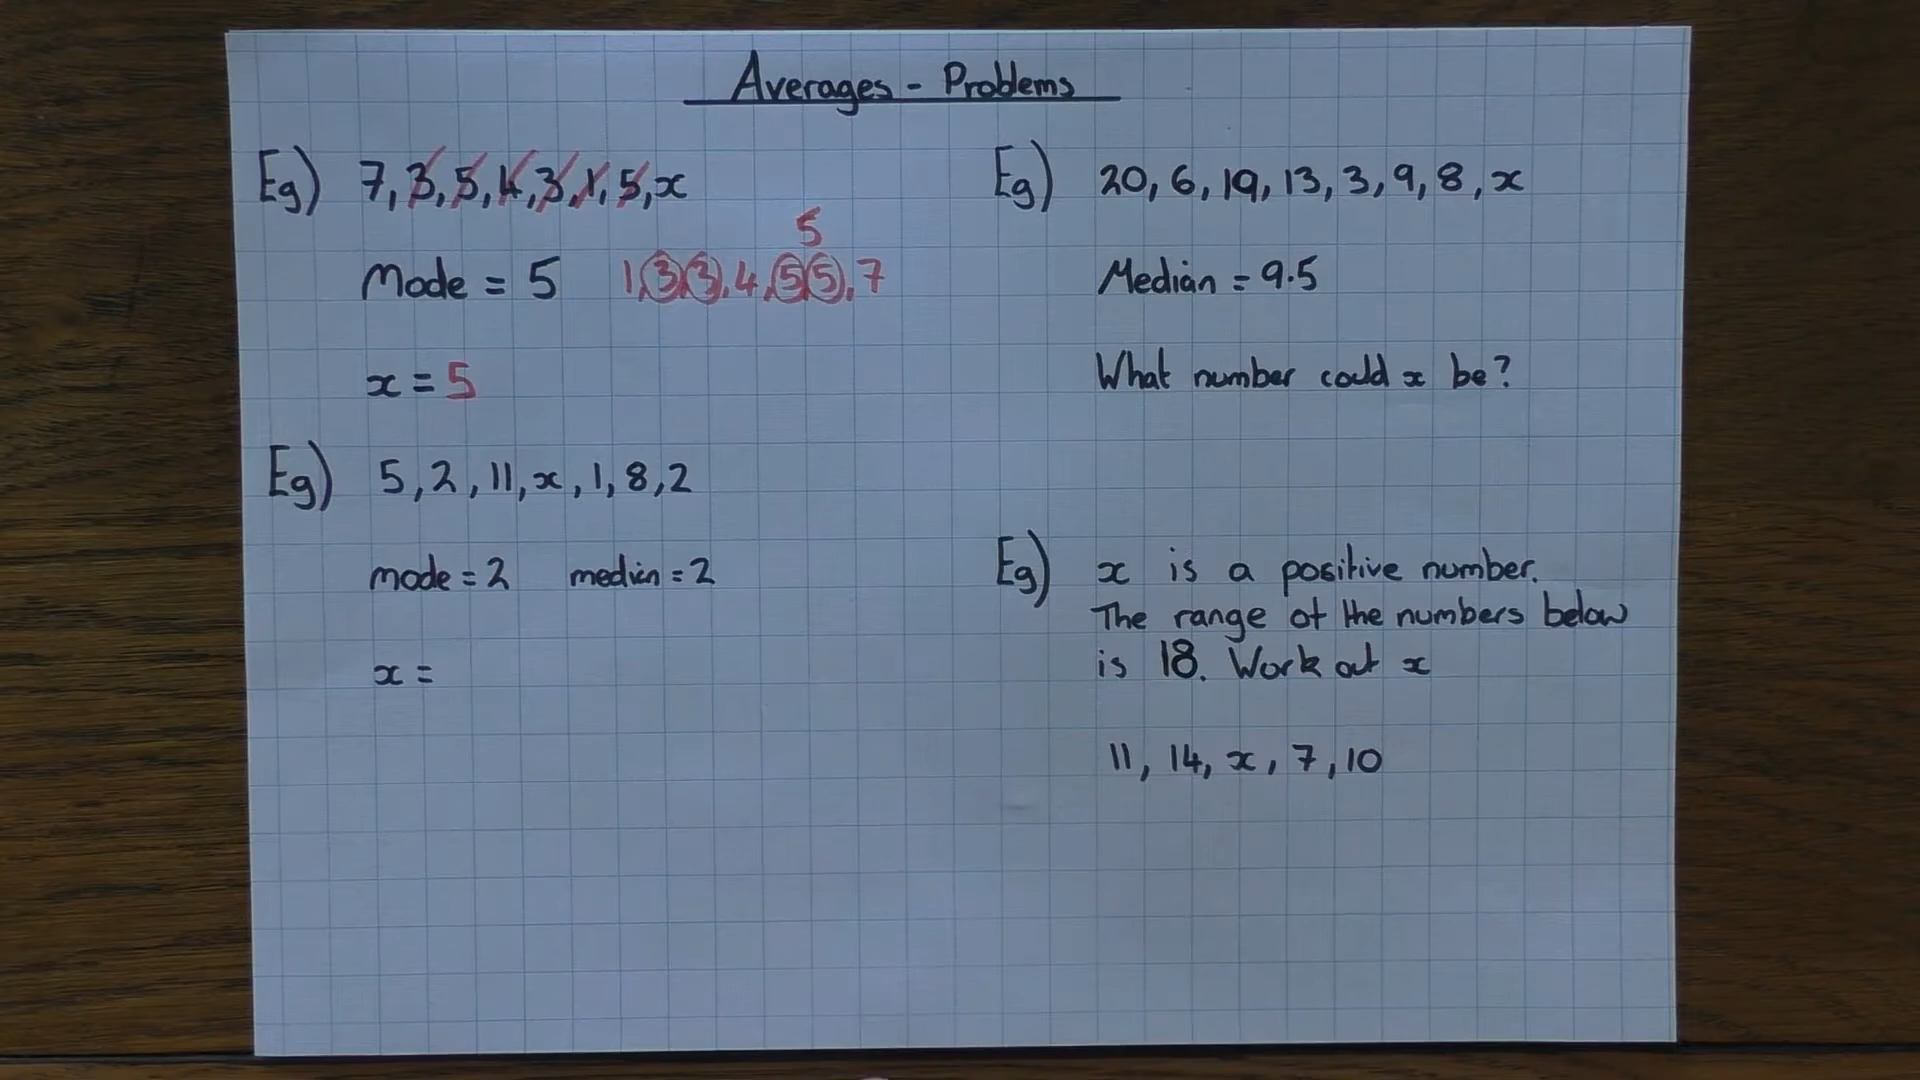 Averages - Problems
Eg) 7, 3, 5, 4, 3, 1, 5, x
5
Mode = 5 1, 3, 3, 4, 5, 5, 7
x = 5
Eg) 5, 2, 11, x, 1, 8, 2
mode = 2 median = 2
x =
Eg) 20, 6, 19, 13, 3, 9, 8, x
Median = 9.5
What number could x be?
Eg) x is a positive number.
The range of the numbers below
is 18. Work out x
11, 14, x, 7, 10